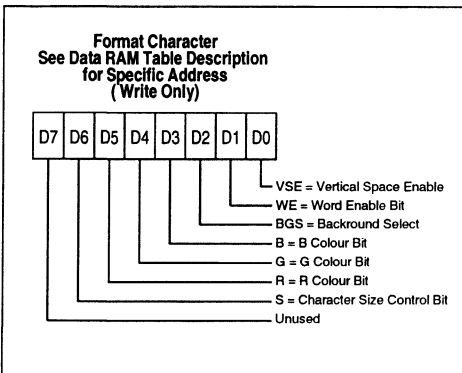 Format Character
See Data RAM Table Description
for Specific Address
( Write Only)
D7 D6 D5 D4 D3 D2 D1 D0
VSE = Vertical Space Enable
WE = Word Enable Bit
BGS = Backround Select
B = B Colour Bit
G = G Colour Bit
R = R Colour Bit
S = Character Size Control Bit
Unused